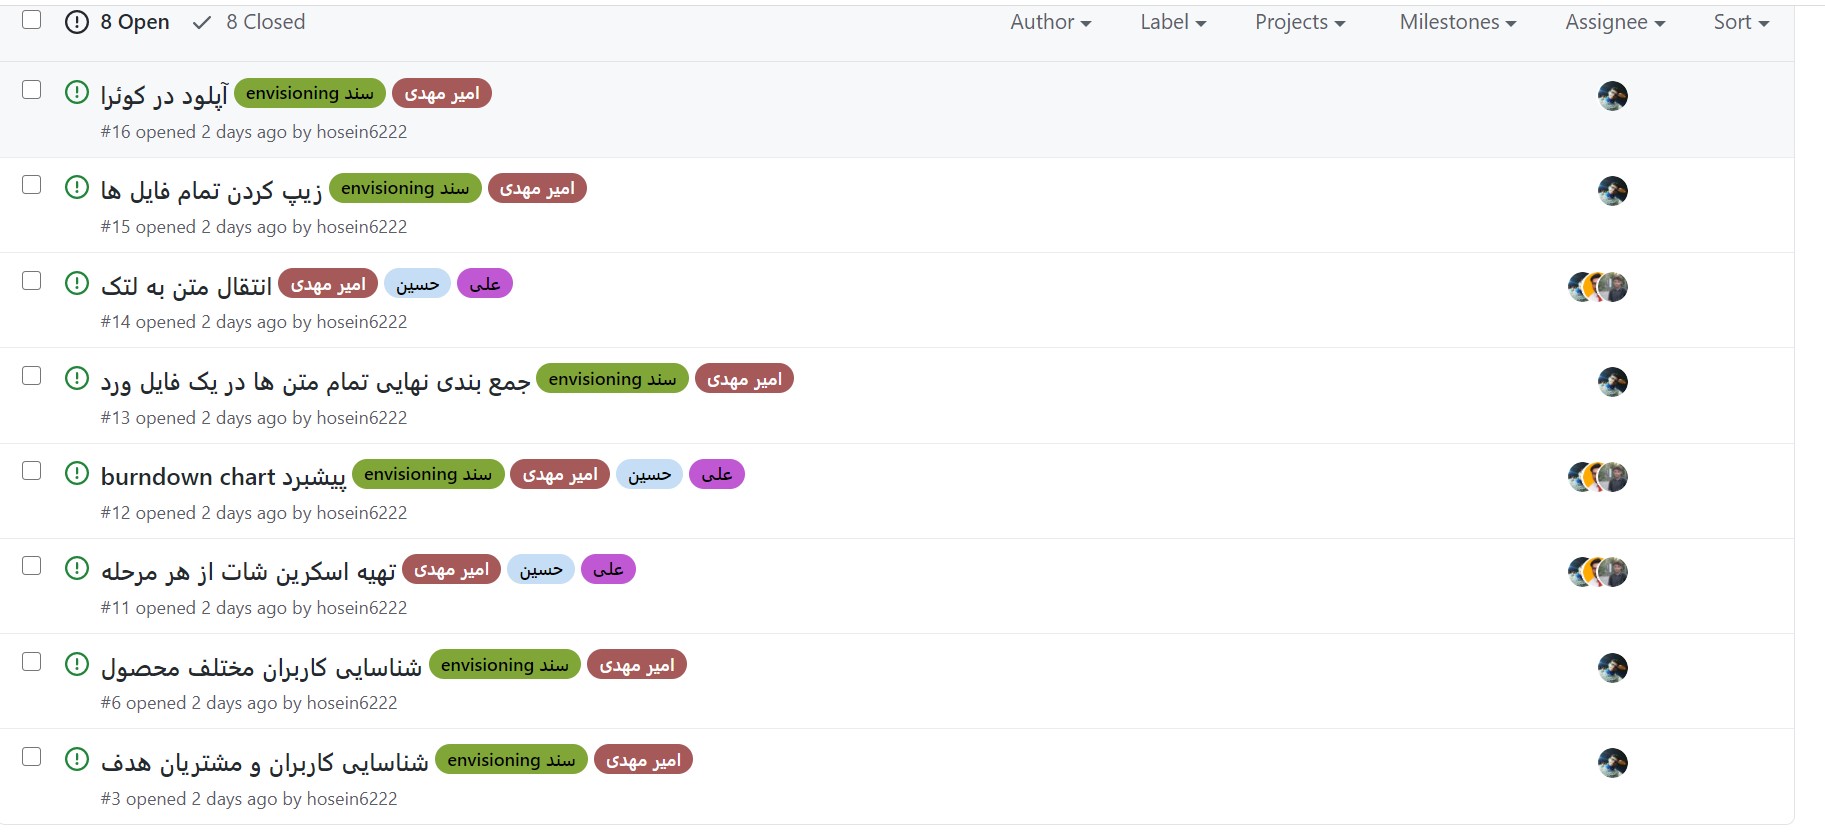 8 Open 8 Closed Author Label Projects Milestones Assignee Sort
آپلود در کوئرا سند envisioning امیر مهدی
#16 opened 2 days ago by hosein6222
زیپ کردن تمام فایل ها سند envisioning امیر مهدی
#15 opened 2 days ago by hosein6222
انتقال متن به لتک امیر مهدی حسین علی
#14 opened 2 days ago by hosein6222
جمع بندی نهایی تمام متن ها در یک فایل ورد سند envisioning امیر مهدی
#13 opened 2 days ago by hosein6222
پیشبرد burndown chart سند envisioning امیر مهدی حسین علی
#12 opened 2 days ago by hosein6222
تهیه اسکرین شات از هر مرحله امیر مهدی حسین علی
#11 opened 2 days ago by hosein6222
شناسایی کاربران مختلف محصول سند envisioning امیر مهدی
#6 opened 2 days ago by hosein6222
شناسایی کاربران و مشتریان هدف سند envisioning امیر مهدی
#3 opened 2 days ago by hosein6222